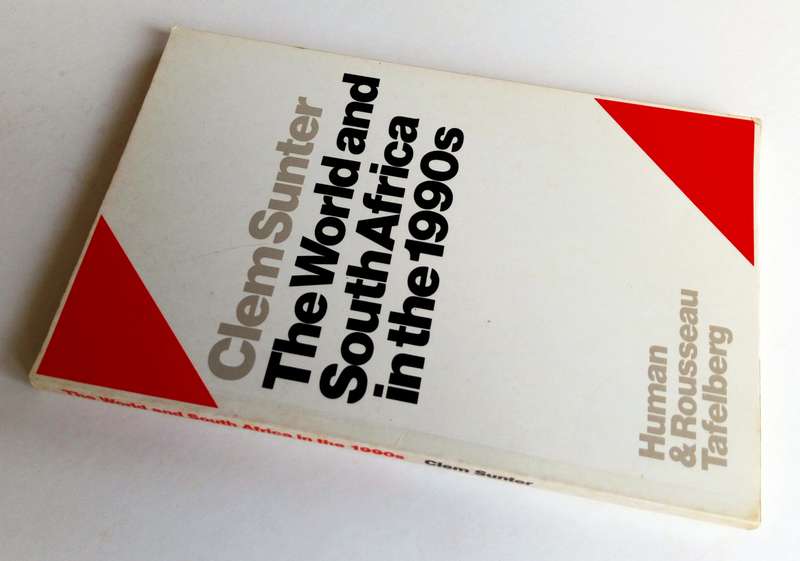 Clem Sunter
The World and
South Africa
in the 1990s
Human
& Rousseau
Tafelberg
The World and South Africa in the 1990s Clem Sunter